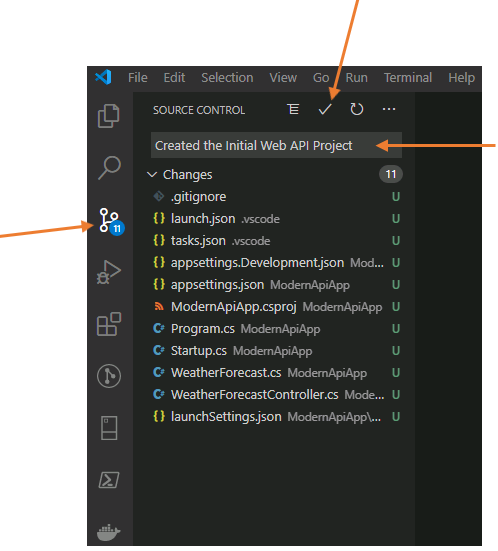 File Edit Selection View Go Run Terminal Help
SOURCE CONTROL
Created the Initial Web API Project
Changes 11
.gitignore U
11
launch.json .vscode U
tasks.json .vscode U
appsettings.Development.json Mod... U
appsettings.json ModernApiApp U
ModernApiApp.csproj ModernApiApp U
C# Program.cs ModernApiApp U
C# Startup.cs ModernApiApp U
C# WeatherForecast.cs ModernApiApp U
C# WeatherForecastController.cs Mode... U
launchSettings.json ModernApiApp\... U